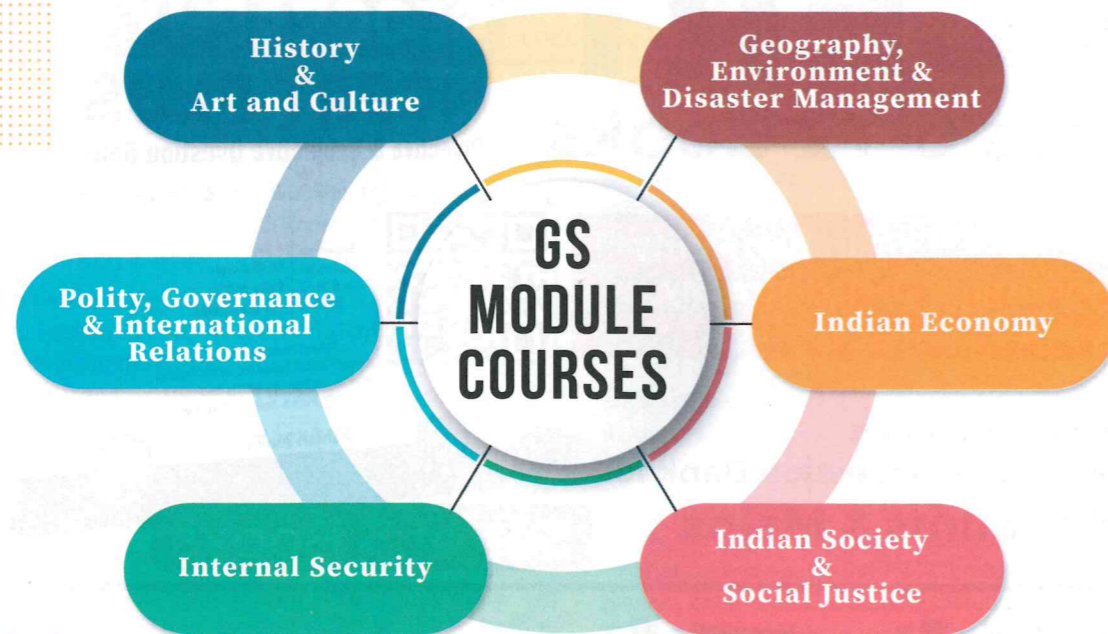 History
&
Art and Culture
Geography,
Environment &
Disaster Management
GS
MODULE
COURSES
Polity, Governance
& International
Relations
Indian Economy
Internal Security
Indian Society
&
Social Justice